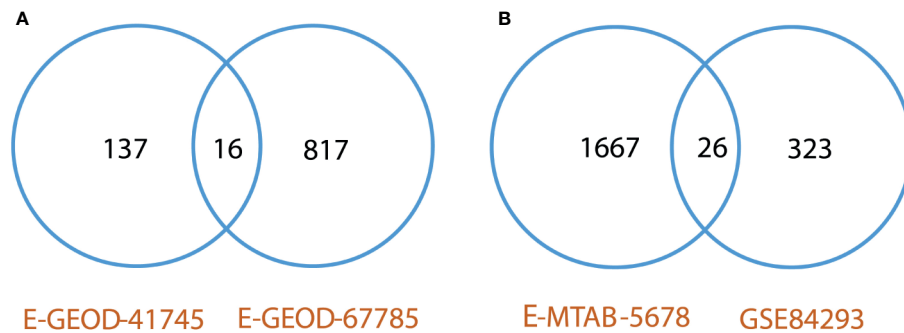 A
B
137 16 817
1667 26 323
E-GEOD-41745 E-GEOD-67785
E-MTAB-5678 GSE84293